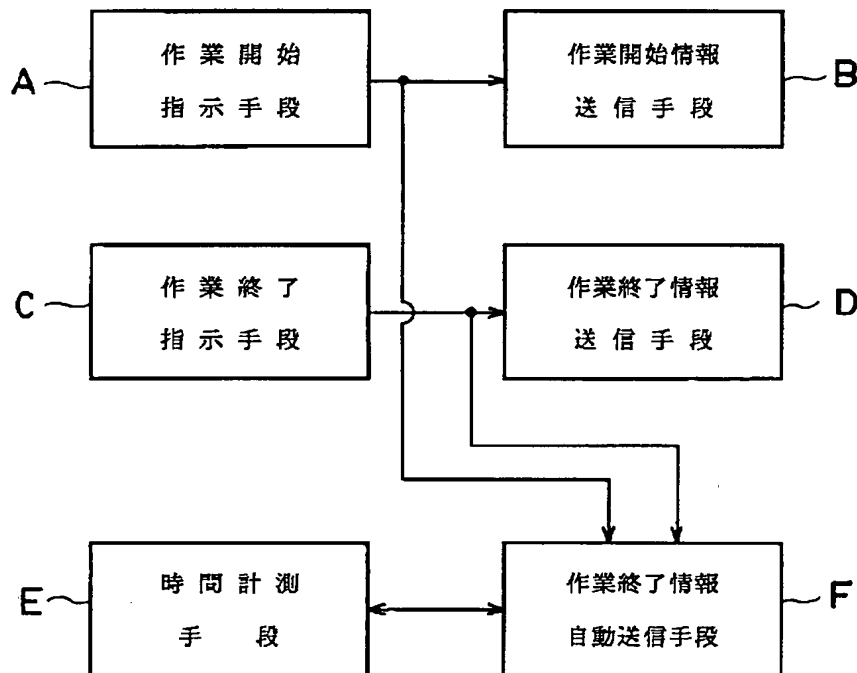 A
作業開始
指示手段
作業開始情報
送信手段
B
C
作業終了
指示手段
作業終了情報
送信手段
D
E
時間計測
手段
作業終了情報
自動送信手段
F